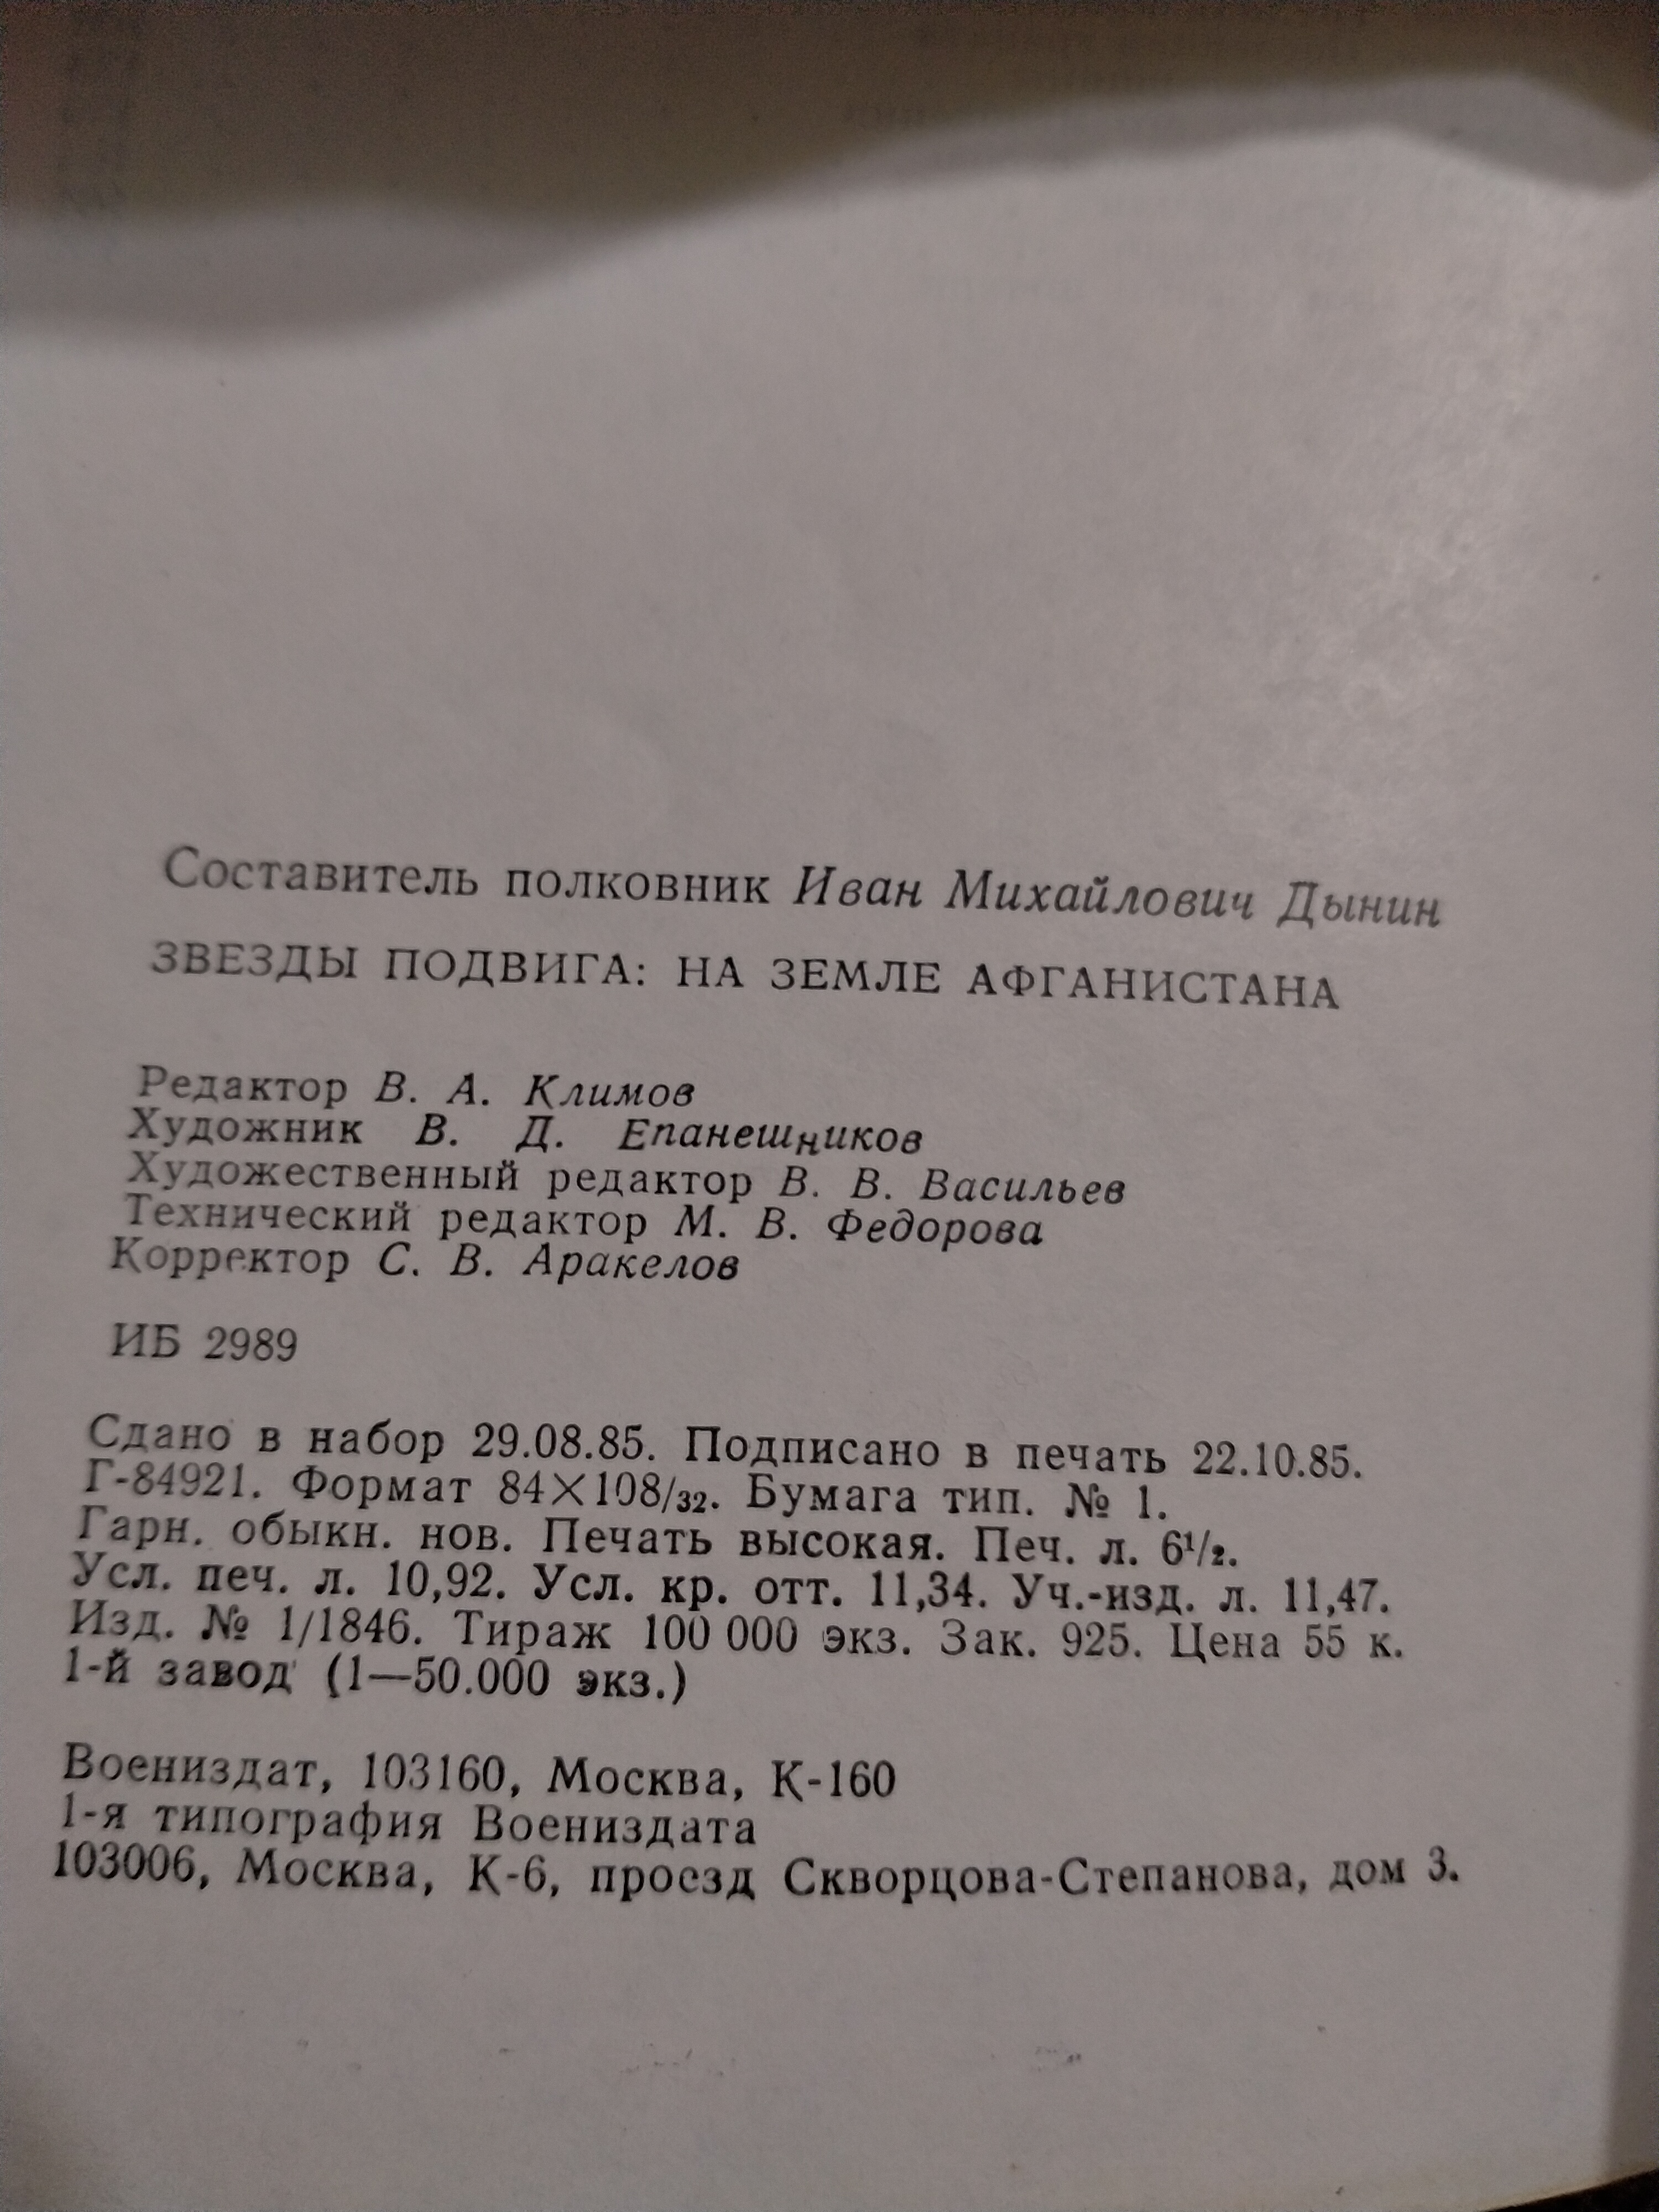 Составитель полковник Иван Михайлович Дынин
ЗВЕЗДЫ ПОДВИГА: НА ЗЕМЛЕ АФГАНИСТАНА
Редактор В. А. Климов
Художник В. Д. Епанешников
Художественный редактор В. В. Васильев
Технический редактор М. В. Федорова
Корректор С. В. Аракелов
ИБ 2989
Сдано в набор 29.08.85. Подписано в печать 22.10.85.
Г-84921. Формат 84×108/32. Бумага тип. № 1.
Гарн. обыкн. нов. Печать высокая. Печ. л. 6¹/₂.
Усл. печ. л. 10,92. Усл. кр. отт. 11,34. Уч.-изд. л. 11,47.
Изд. № 1/1846. Тираж 100 000 экз. Зак. 925. Цена 55 к.
1-й завод (1—50.000 экз.)
Воениздат, 103160, Москва, К-160
1-я типография Воениздата
103006, Москва, К-6, проезд Скворцова-Степанова, дом 3.